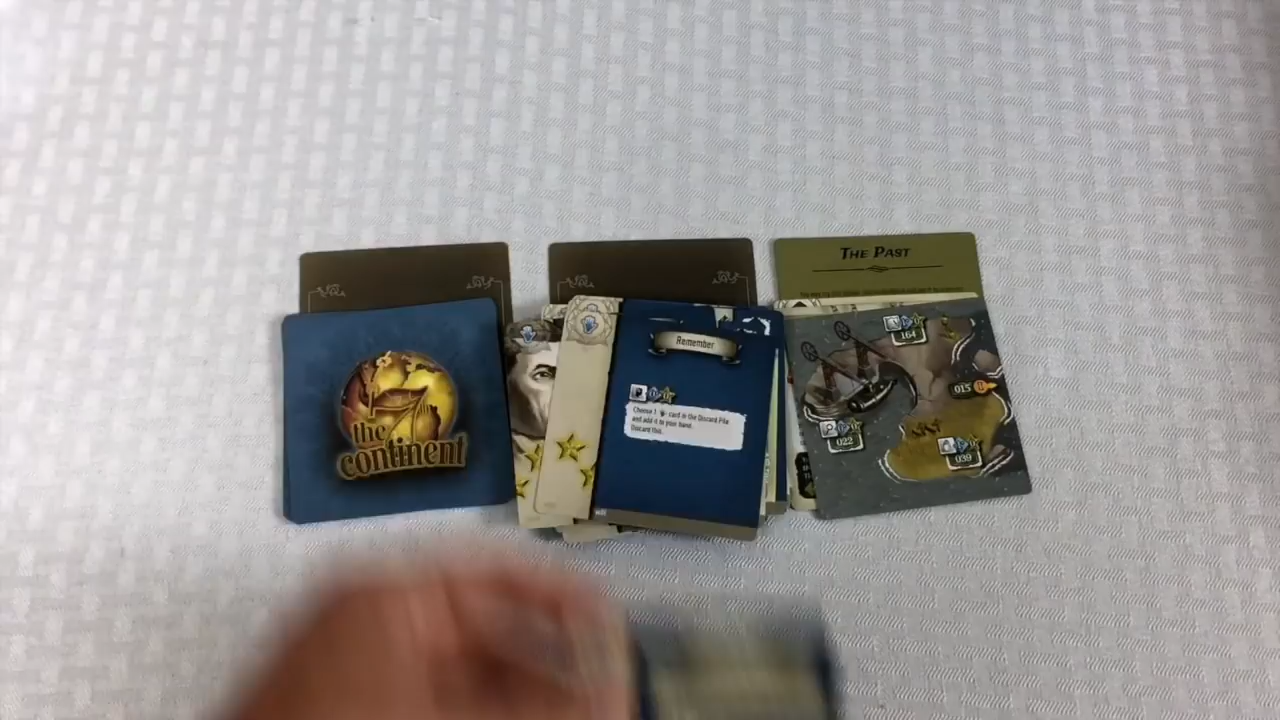 The Past
the
7
continent
Remember
Choose 1 card in the Discard Pile
and add it to your hand.
Discard this.
164
015
022
039